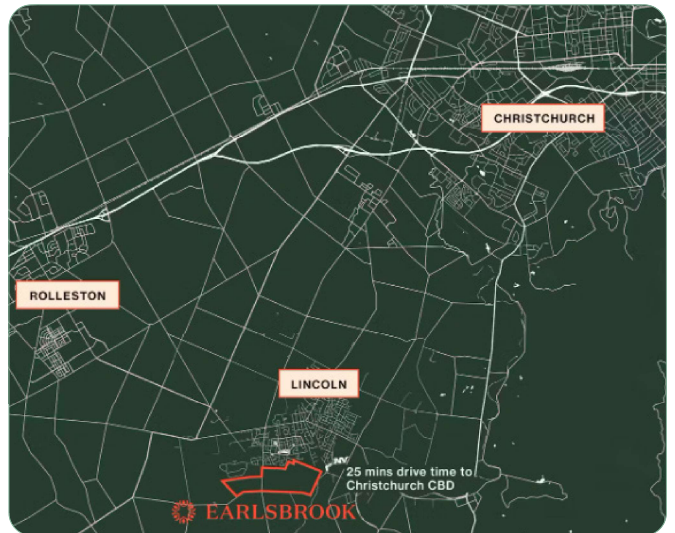 CHRISTCHURCH
ROLLESTON
LINCOLN
25 mins drive time to
Christchurch CBD
EARLSBROOK